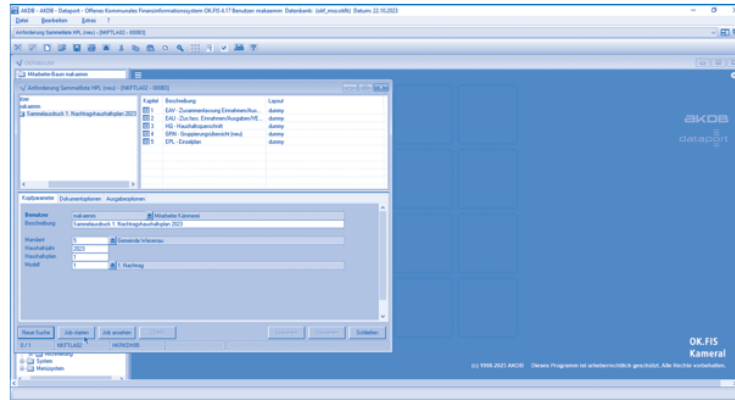 AKDB - AKDB - Dataport - Offenes Kommunales Finanzinformationssystem OK.FIS 4.17 Benutzer: makaemm Datenbank: (okf_mscokfit) Datum: 22.10.2023
Datei Bearbeiten Extras ?
Anforderung Sammelliste HPL (neu) - [NKFTLA02 - 00083]
Mitarbeiter-Baum makaemm
Anforderung Sammelliste HPL (neu) - [NKFTLA02 - 00083]
makaemm
Sammelausdruck 1. Nachtragshaushaltsplan 2023
Kapitel Beschreibung Layout
1 EAV - Zusammenfassung Einnahmen/Aus... dummy
2 EAU - Zus.fass. Einnahmen/Ausgaben/VE... dummy
3 HQ - Haushaltsquerschnitt dummy
4 GRN - Gruppierungsübersicht (neu) dummy
5 EPL - Einzelplan dummy
Kopfparameter Dokumentoptionen Ausgabeoptionen
Benutzer makaemm Mitarbeiter Kämmerei
Beschreibung Sammelausdruck 1. Nachtragshaushaltsplan 2023
Mandant 5 Gemeinde Wiesenau
Haushaltsjahr 2023
Haushaltsplan 1
Modell 1 1. Nachtrag
Neue Suche Job starten Job ansehen Schließen
0 / 1 NKFTLA02 HKRKDH95
System
Menüsystem
AKDB
dataport
OK.FIS
Kameral
(c) 1998-2023 AKDB Dieses Programm ist urheberrechtlich geschützt. Alle Rechte vorbehalten.